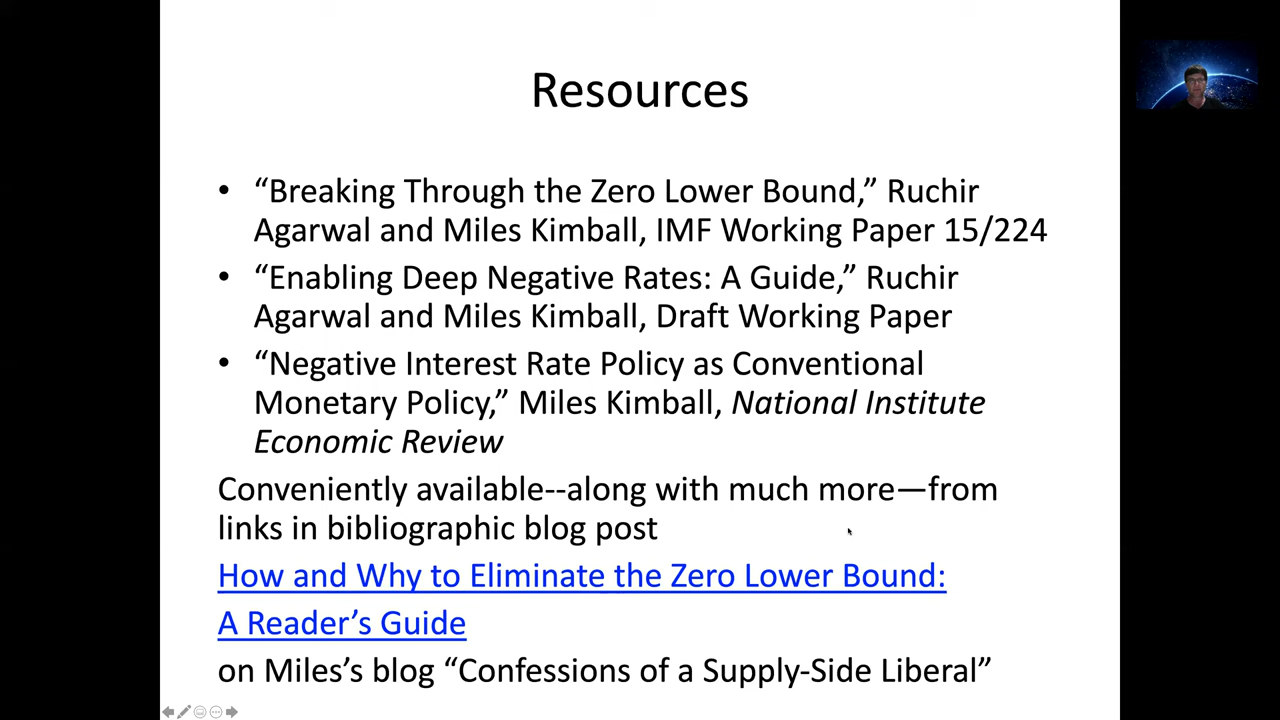 Resources
• “Breaking Through the Zero Lower Bound,” Ruchir
Agarwal and Miles Kimball, IMF Working Paper 15/224
• “Enabling Deep Negative Rates: A Guide,” Ruchir
Agarwal and Miles Kimball, Draft Working Paper
• “Negative Interest Rate Policy as Conventional
Monetary Policy,” Miles Kimball, National Institute
Economic Review
Conveniently available--along with much more—from
links in bibliographic blog post
How and Why to Eliminate the Zero Lower Bound:
A Reader’s Guide
on Miles’s blog “Confessions of a Supply-Side Liberal”